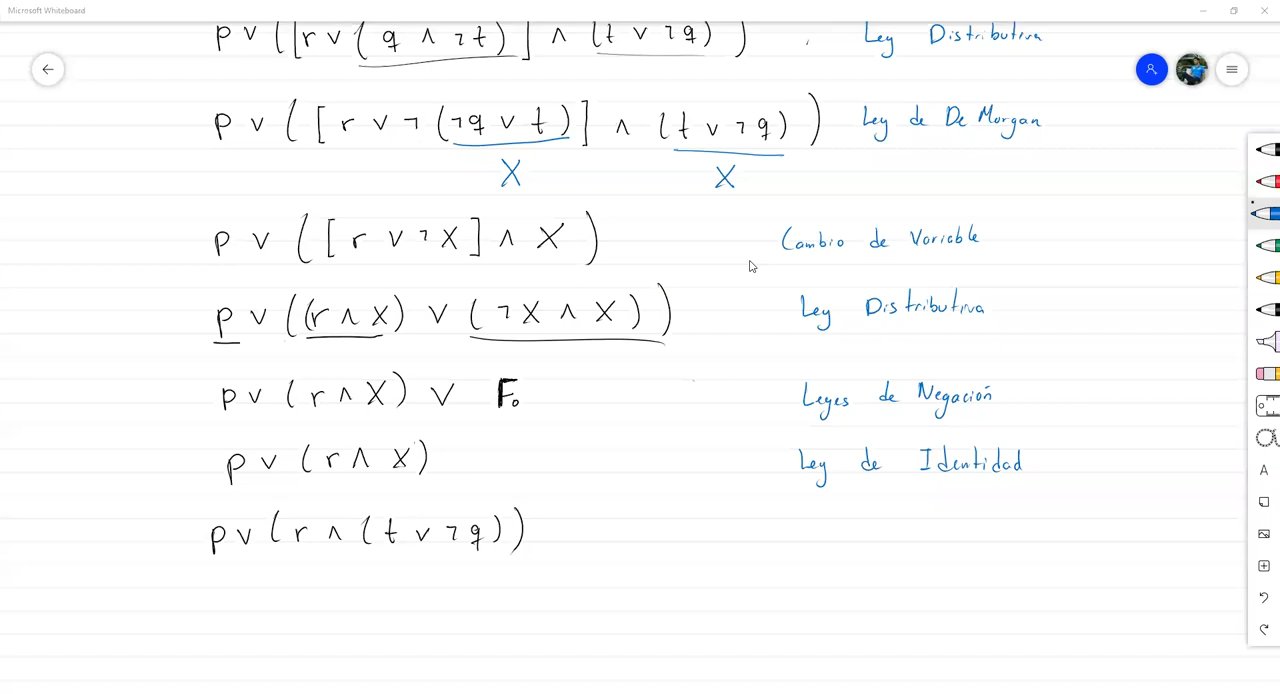 Microsoft Whiteboard
p ∨ ([r ∨ (q ∧ ¬t)] ∧ (t ∨ ¬q)) Ley Distributiva
p ∨ ([r ∨ ¬(¬q ∨ t)] ∧ (t ∨ ¬q)) Ley de De Morgan
X X
p ∨ ([r ∨ ¬X] ∧ X) Cambio de Variable
p ∨ ((r ∧ X) ∨ (¬X ∧ X)) Ley Distributiva
p ∨ (r ∧ X) ∨ F₀ Leyes de Negación
p ∨ (r ∧ X) Ley de Identidad
p ∨ (r ∧ (t ∨ ¬q))
A